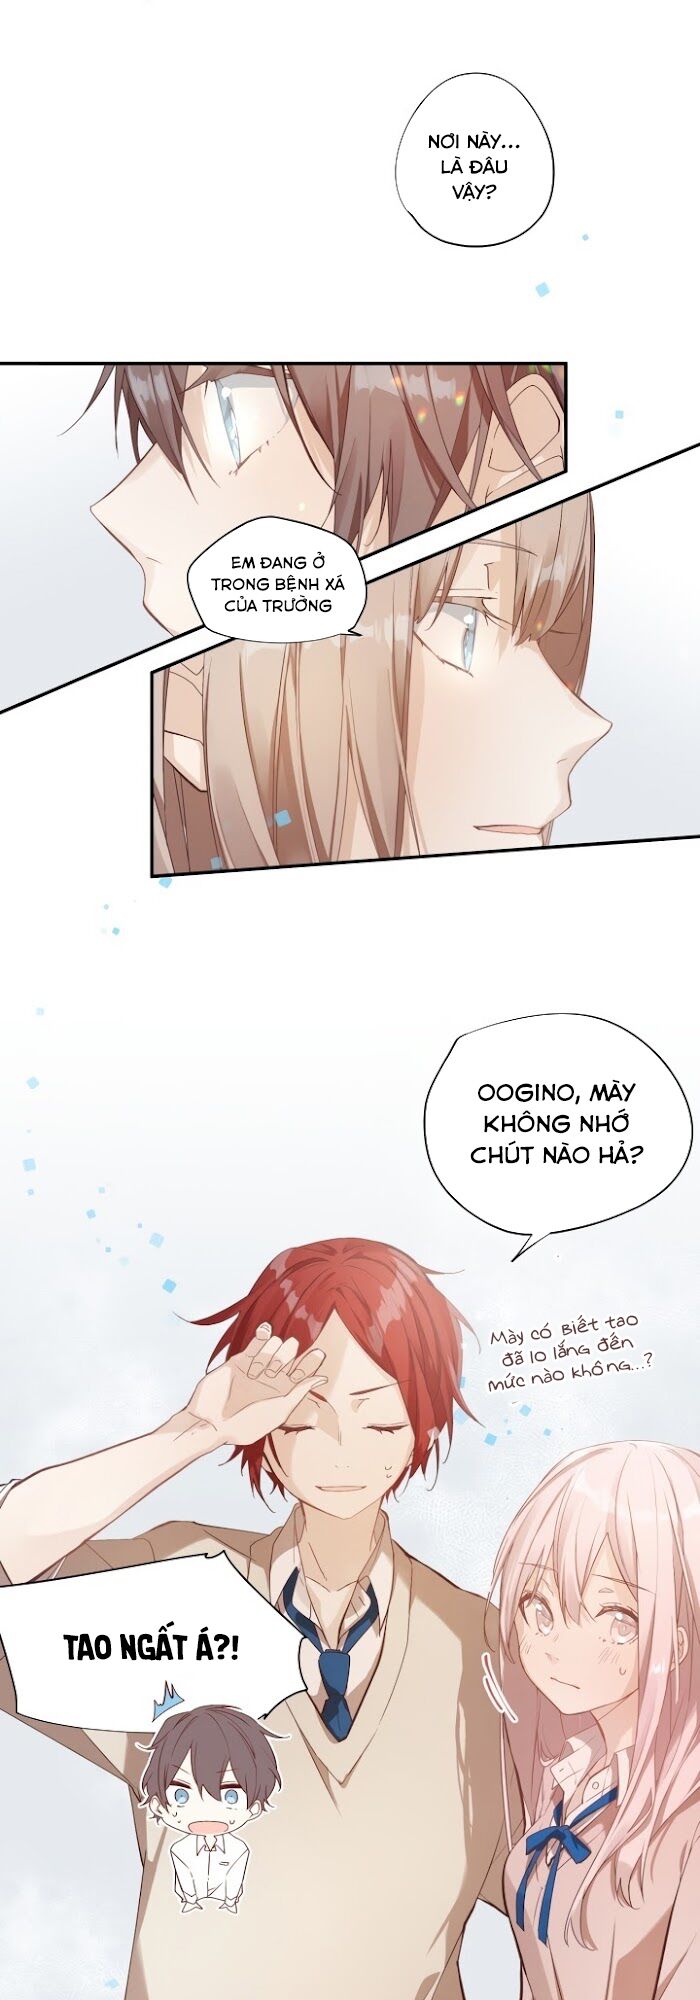 NƠI NÀY...
LÀ ĐÂU
VẬY?
EM ĐANG Ở
TRONG BỆNH XÁ
CỦA TRƯỜNG
OOGINO, MÀY
KHÔNG NHỚ
CHÚT NÀO HẢ?
Mày có biết tao
đã lo lắng đến
mức nào không...?
TAO NGẤT Á?!